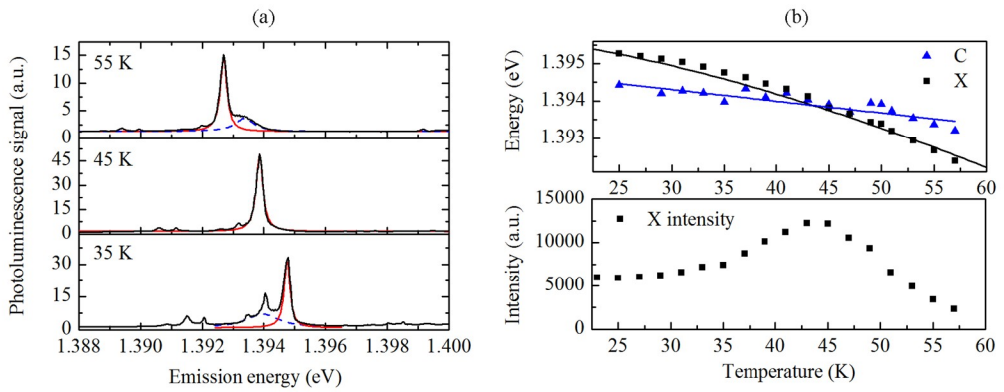 (a)
Photoluminescence signal (a.u.)
55 K
15
10
5
0
45 K
45
30
15
0
35 K
45
30
15
0
1.388 1.390 1.392 1.394 1.396 1.398 1.400
Emission energy (eV)
(b)
Energy (eV)
1.395
1.394
1.393
C
X
25 30 35 40 45 50 55 60
Intensity (a.u.)
15000
10000
5000
0
X intensity
25 30 35 40 45 50 55 60
Temperature (K)